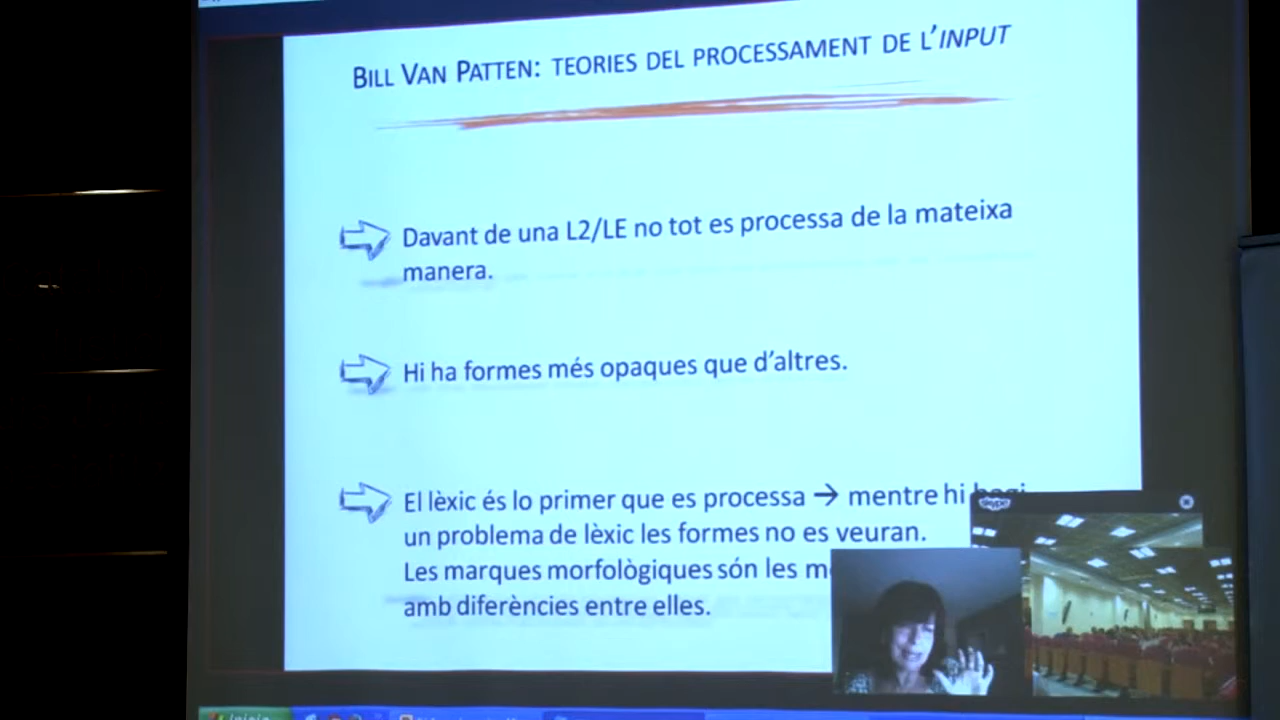 BILL VAN PATTEN: TEORIES DEL PROCESSAMENT DE L'INPUT
Davant de una L2/LE no tot es processa de la mateixa
manera.
Hi ha formes més opaques que d'altres.
El lèxic és lo primer que es processa → mentre hi
un problema de lèxic les formes no es veuran.
Les marques morfològiques són les
amb diferències entre elles.
skype
Inicio